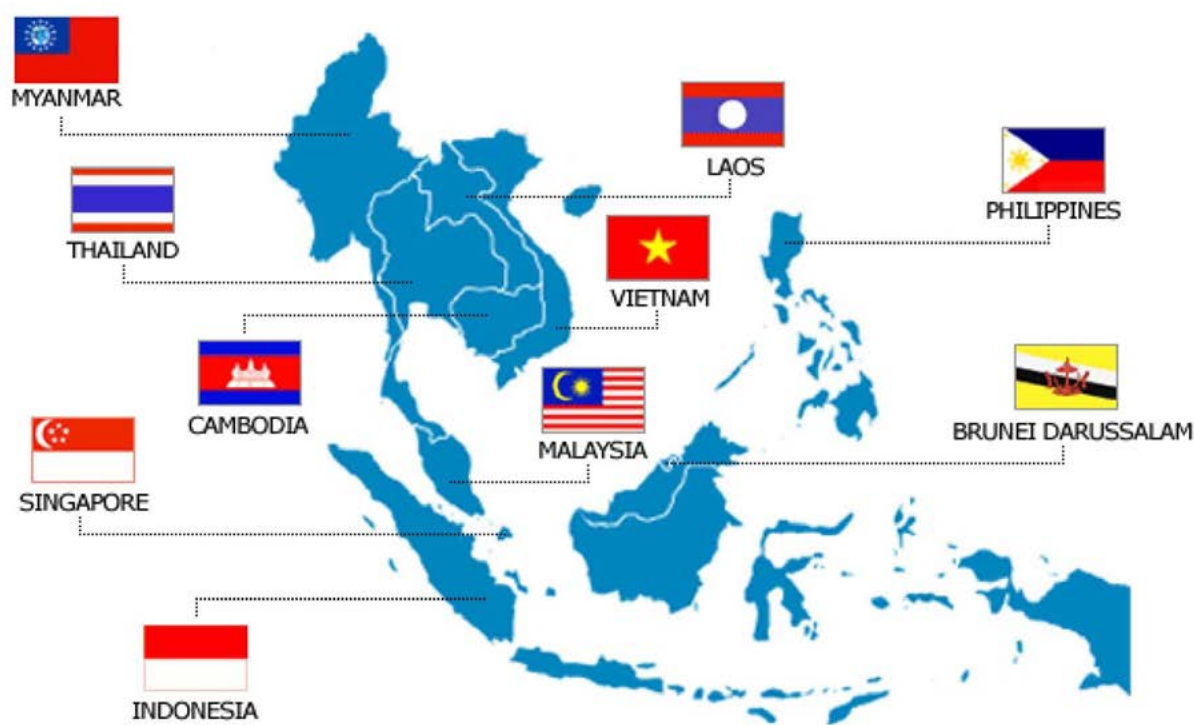 MYANMAR
LAOS
THAILAND
PHILIPPINES
VIETNAM
CAMBODIA
MALAYSIA
BRUNEI DARUSSALAM
SINGAPORE
INDONESIA